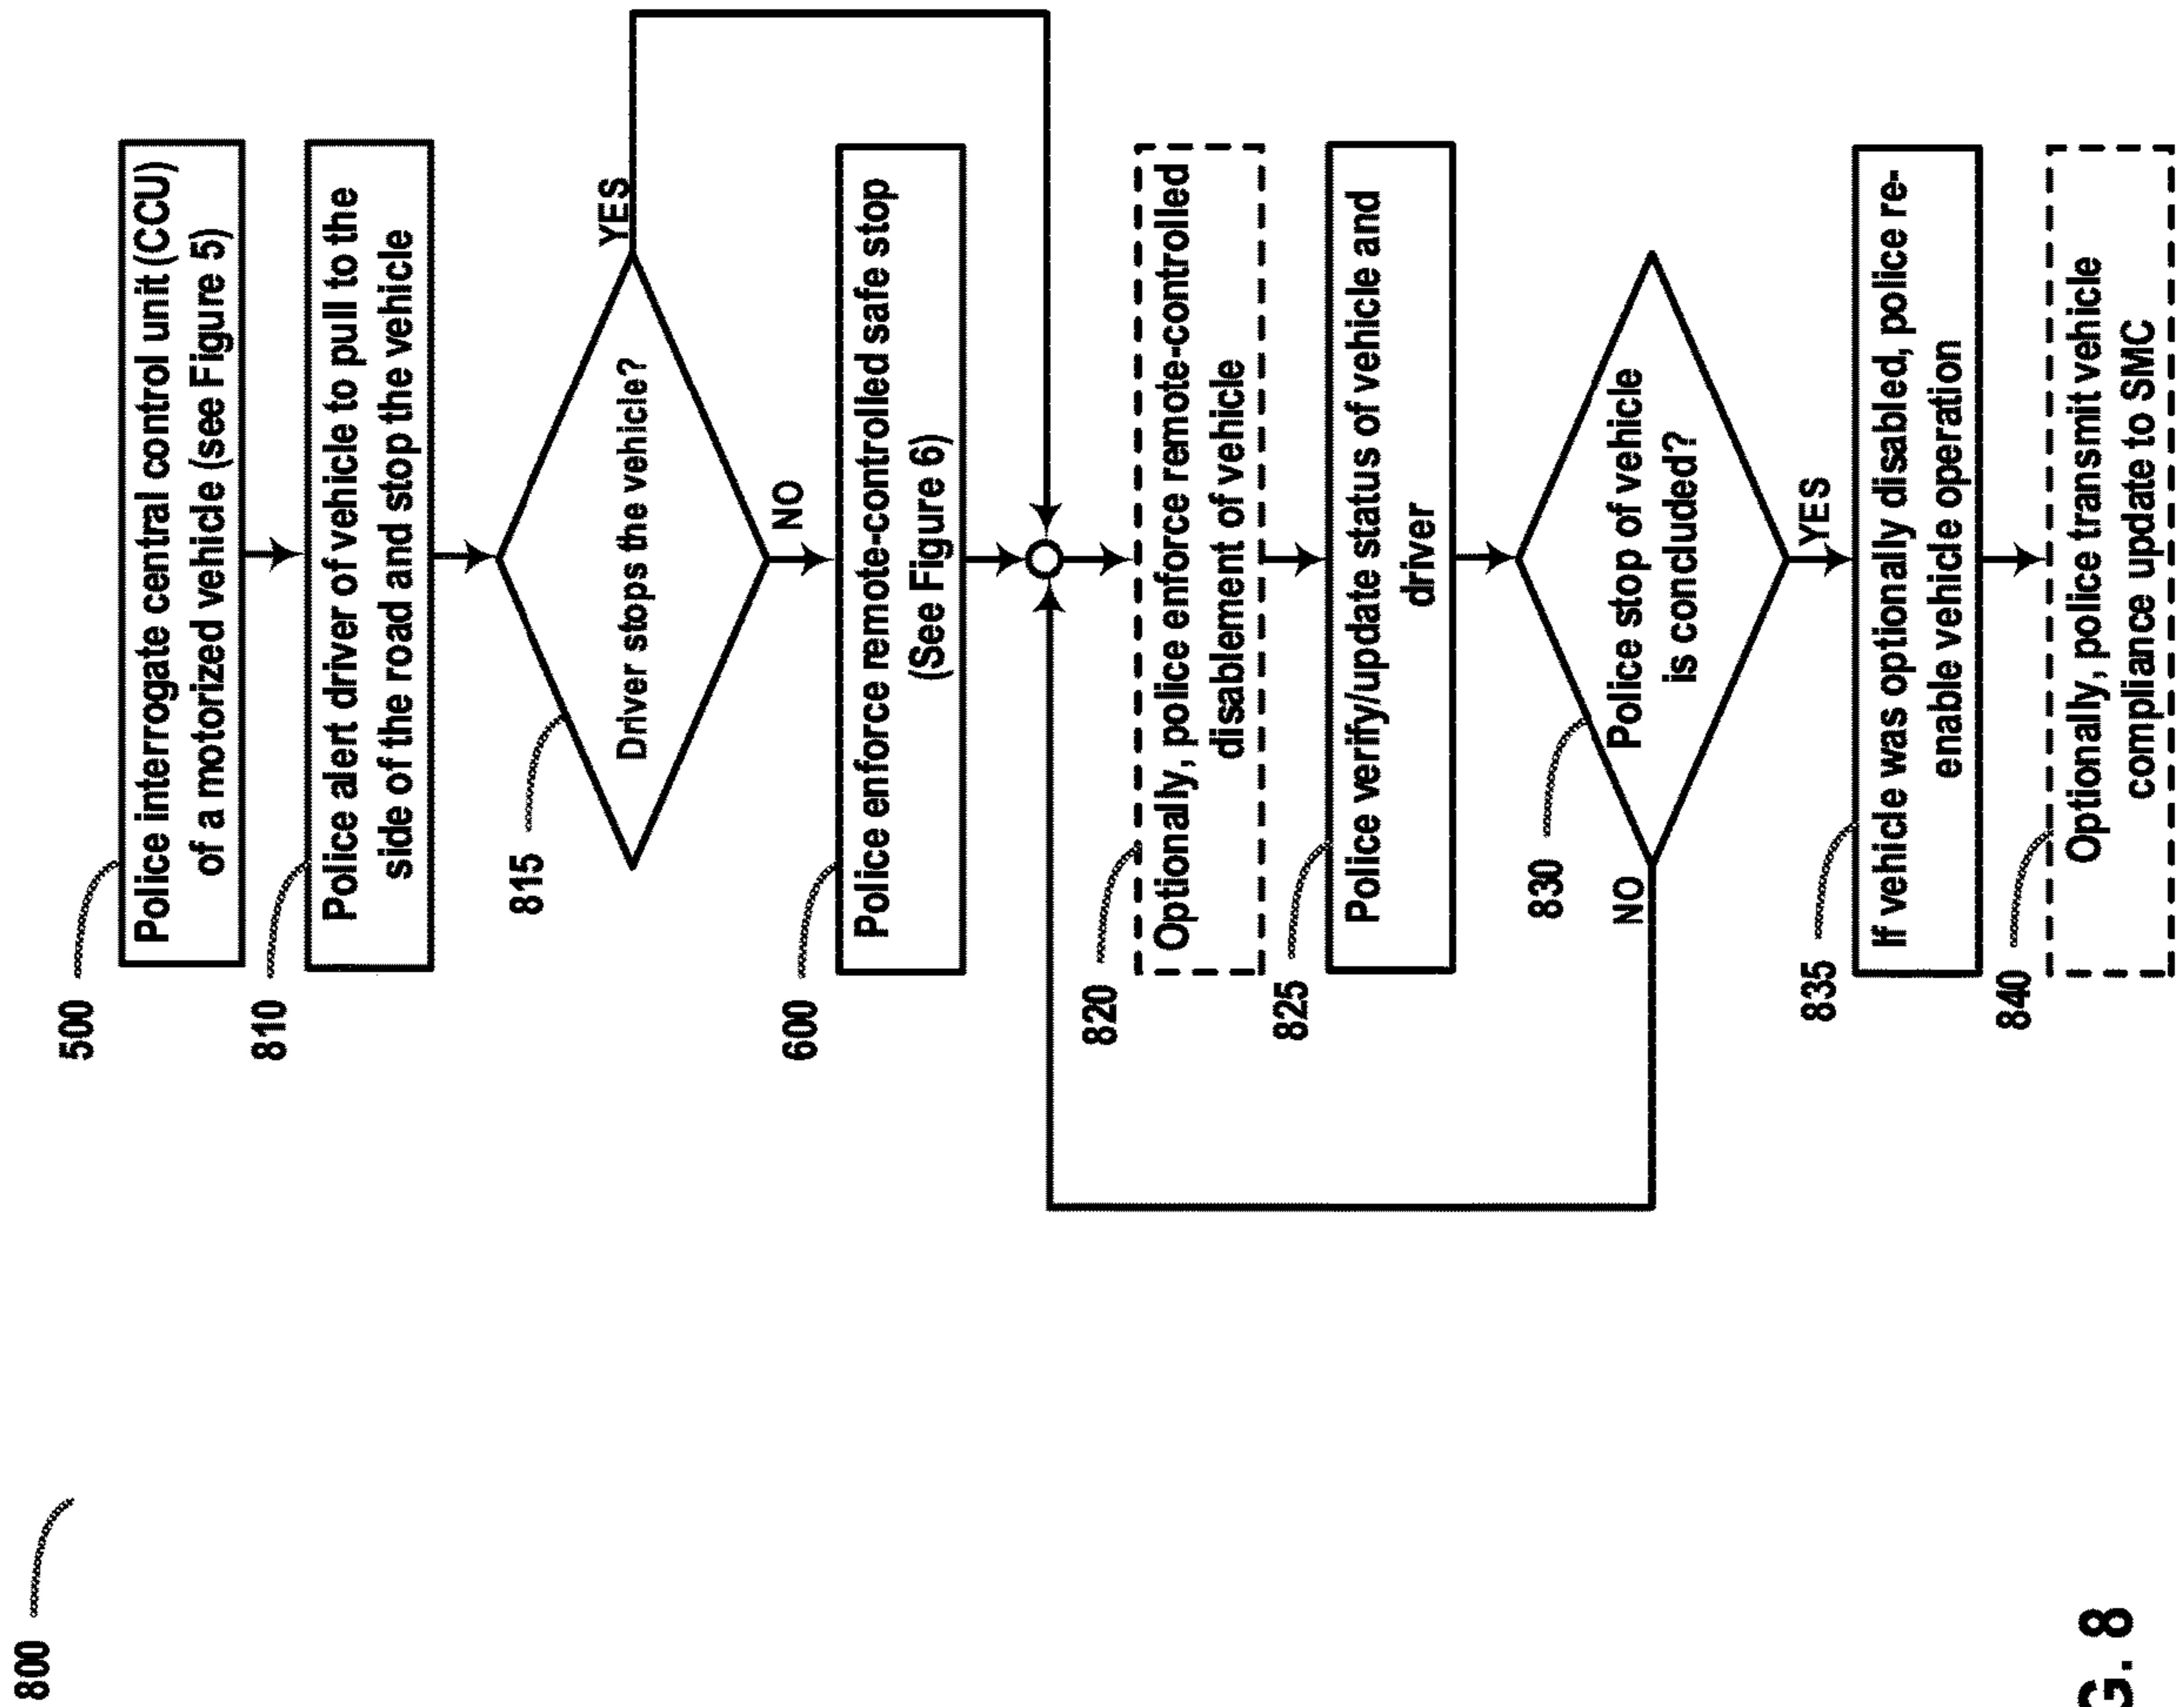 800
500
Police interrogate central control unit (CCU)
of a motorized vehicle (see Figure 5)
810
Police alert driver of vehicle to pull to the
side of the road and stop the vehicle
815
Driver stops the vehicle?
YES
NO
600
Police enforce remote-controlled safe stop
(See Figure 6)
820
Optionally, police enforce remote-controlled
disablement of vehicle
825
Police verify/update status of vehicle and
driver
830
Police stop of vehicle
is concluded?
NO
YES
835
If vehicle was optionally disabled, police re-
enable vehicle operation
840
Optionally, police transmit vehicle
compliance update to SMC
G. 8